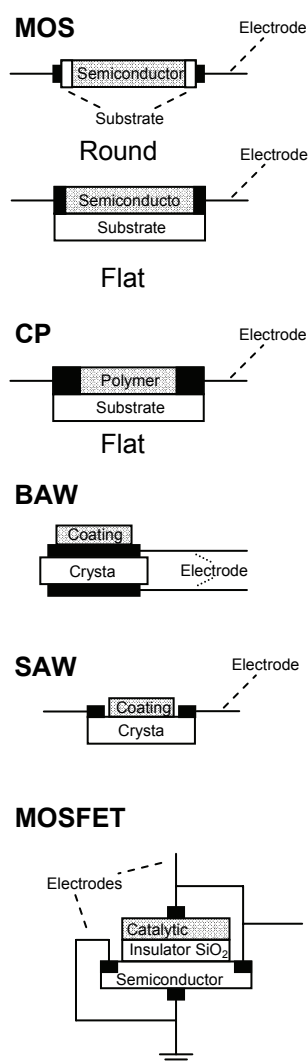 MOS
Electrode
Semiconductor
Substrate
Round
Electrode
Semiconducto
Substrate
Flat
CP
Electrode
Polymer
Substrate
Flat
BAW
Coating
Crysta
Electrode
SAW
Electrode
Coating
Crysta
MOSFET
Electrodes
Catalytic
Insulator SiO₂
Semiconductor